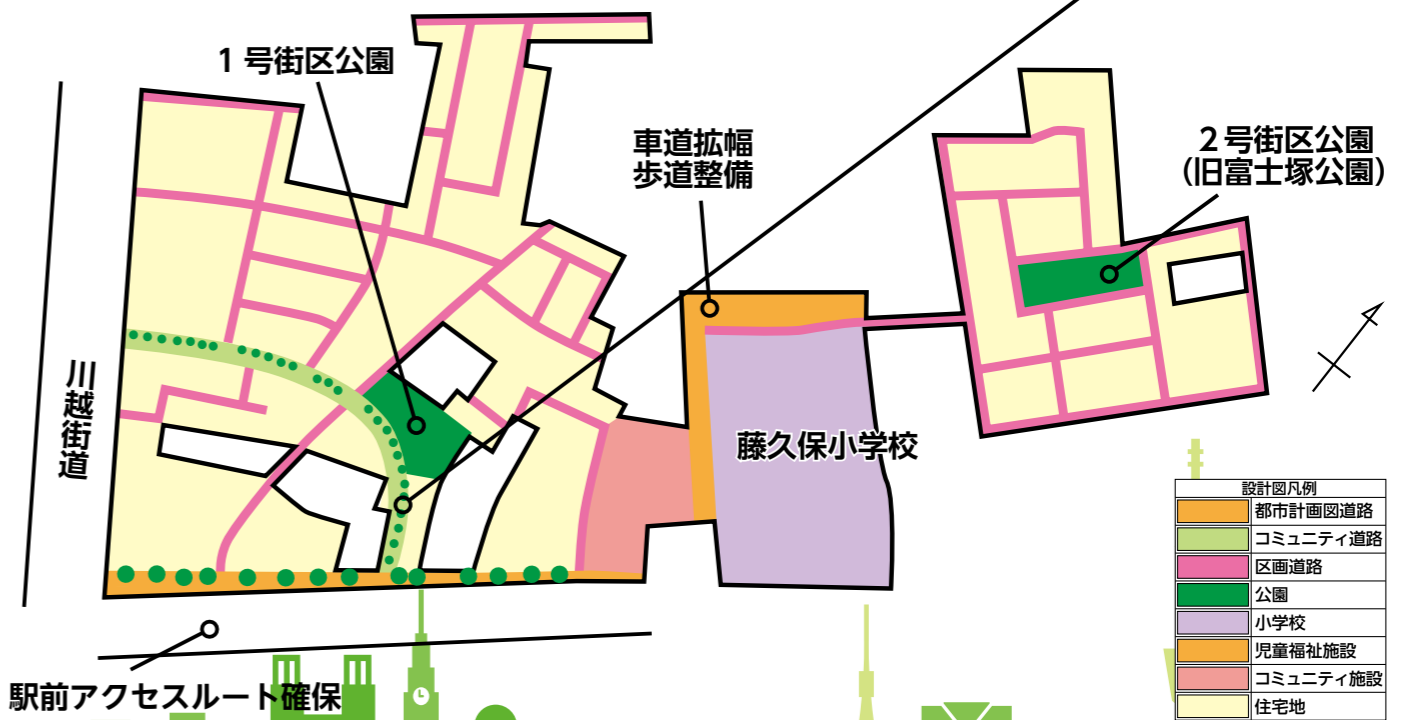 1号街区公園
車道拡幅
歩道整備
2号街区公園
(旧富士塚公園)
川越街道
藤久保小学校
駅前アクセスルート確保
設計図凡例
都市計画図道路
コミュニティ道路
区画道路
公園
小学校
児童福祉施設
コミュニティ施設
住宅地